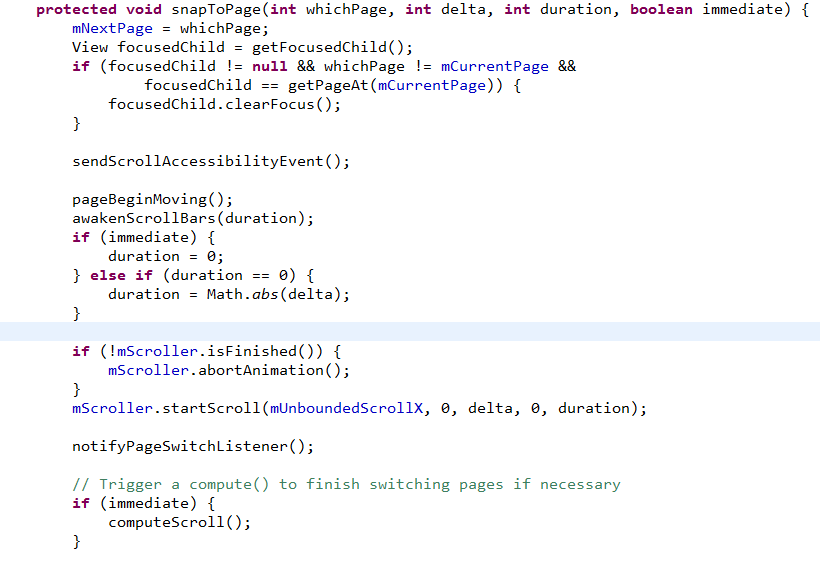 protected void snapToPage(int whichPage, int delta, int duration, boolean immediate) {
mNextPage = whichPage;
View focusedChild = getFocusedChild();
if (focusedChild != null && whichPage != mCurrentPage &&
focusedChild == getPageAt(mCurrentPage)) {
focusedChild.clearFocus();
}
sendScrollAccessibilityEvent();
pageBeginMoving();
awakenScrollBars(duration);
if (immediate) {
duration = 0;
} else if (duration == 0) {
duration = Math.abs(delta);
}
if (!mScroller.isFinished()) {
mScroller.abortAnimation();
}
mScroller.startScroll(mUnboundedScrollX, 0, delta, 0, duration);
notifyPageSwitchListener();
// Trigger a compute() to finish switching pages if necessary
if (immediate) {
computeScroll();
}